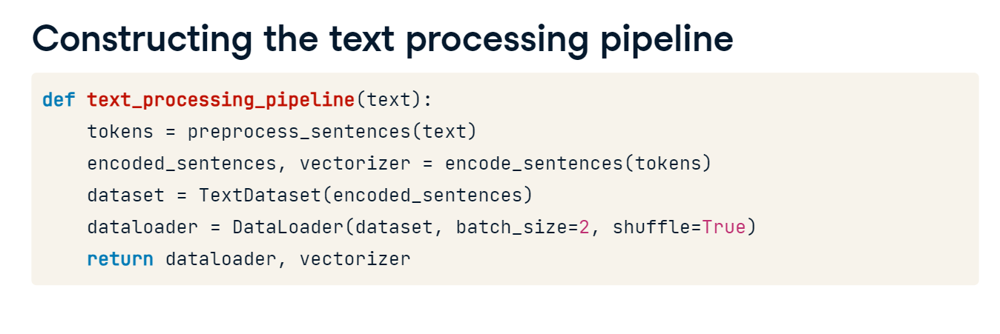 Constructing the text processing pipeline
def text_processing_pipeline(text):
    tokens = preprocess_sentences(text)
    encoded_sentences, vectorizer = encode_sentences(tokens)
    dataset = TextDataset(encoded_sentences)
    dataloader = DataLoader(dataset, batch_size=2, shuffle=True)
    return dataloader, vectorizer